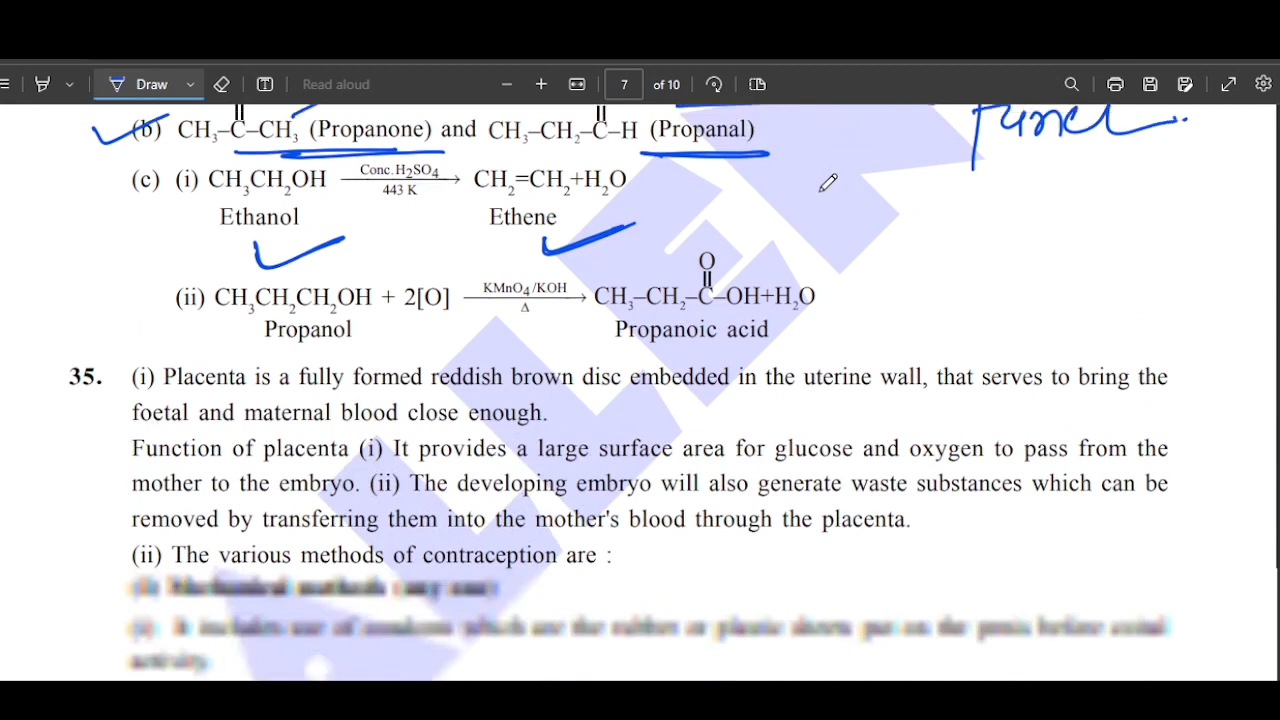 Draw
Read aloud
7 of 10
O
(b) CH₃–C–CH₃ (Propanone) and CH₃–CH₂–C–H (Propanal)
Funcl
(c) (i) CH₃CH₂OH Conc.H₂SO₄ 443 K → CH₂=CH₂+H₂O
Ethanol Ethene
O
(ii) CH₃CH₂CH₂OH + 2[O] KMnO₄/KOH Δ → CH₃–CH₂–C–OH+H₂O
Propanol Propanoic acid
35. (i) Placenta is a fully formed reddish brown disc embedded in the uterine wall, that serves to bring the
foetal and maternal blood close enough.
Function of placenta (i) It provides a large surface area for glucose and oxygen to pass from the
mother to the embryo. (ii) The developing embryo will also generate waste substances which can be
removed by transferring them into the mother's blood through the placenta.
(ii) The various methods of contraception are :
ALLEN